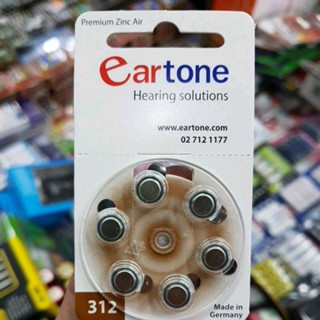 Premium Zinc Air
eartone
Hearing solutions
www.eartone.com
02 712 1177
312
Made in
Germany